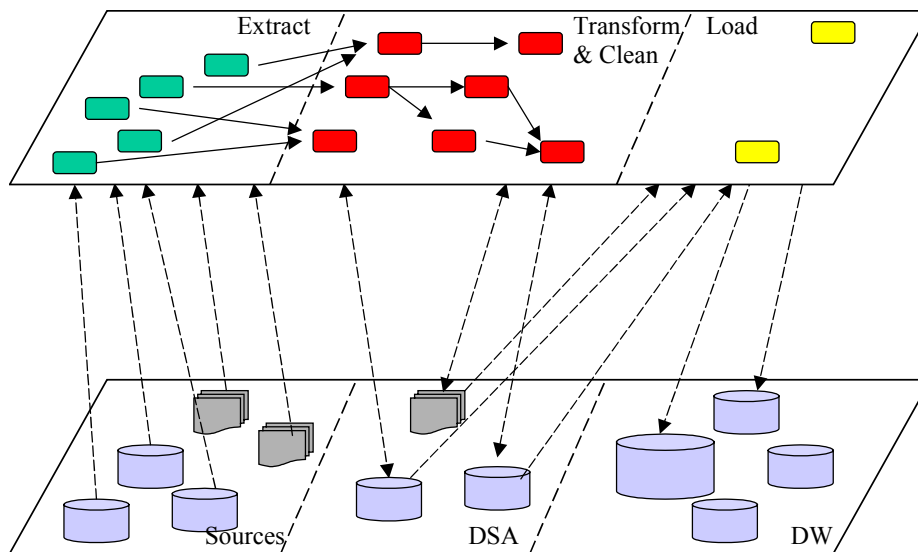 Extract
Transform
& Clean
Load
Sources
DSA
DW